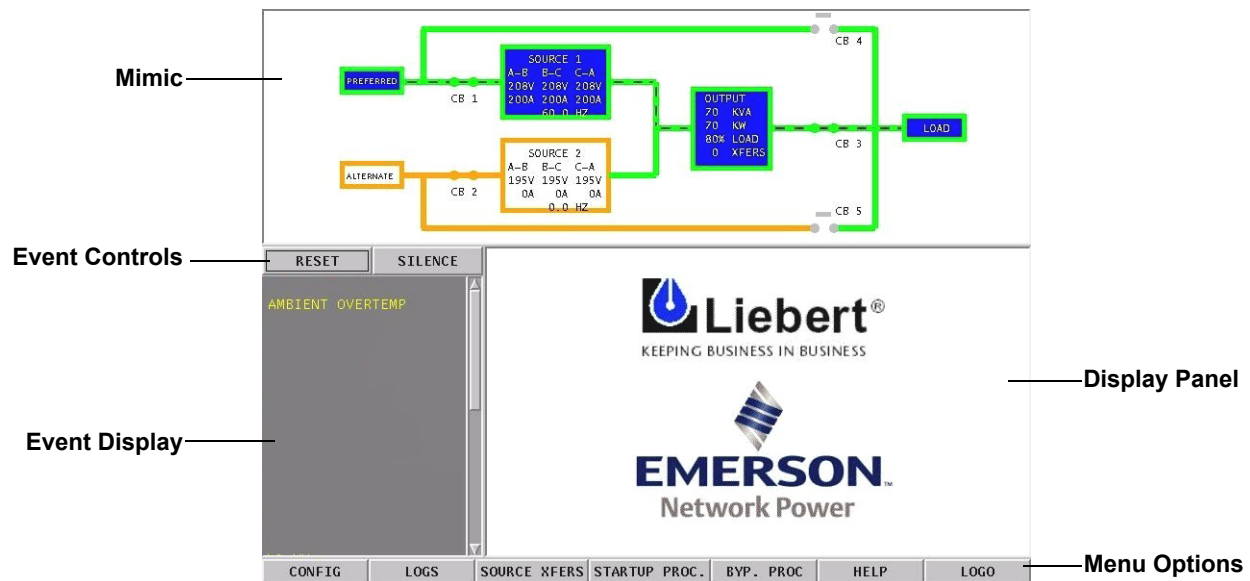 Mimic
PREFERRED
CB 1
SOURCE 1
A-B B-C C-A
208V 208V 208V
200A 200A 200A
60.0 HZ
CB 4
OUTPUT
70 KVA
70 KW
80% LOAD
0 XFERS
CB 3
LOAD
ALTERNATE
CB 2
SOURCE 2
A-B B-C C-A
195V 195V 195V
0A 0A 0A
0.0 HZ
CB 5
Event Controls
RESET SILENCE
AMBIENT OVERTEMP
Event Display
Liebert®
KEEPING BUSINESS IN BUSINESS
EMERSON™
Network Power
Display Panel
CONFIG LOGS SOURCE XFERS STARTUP PROC. BYP. PROC HELP LOGO
Menu Options